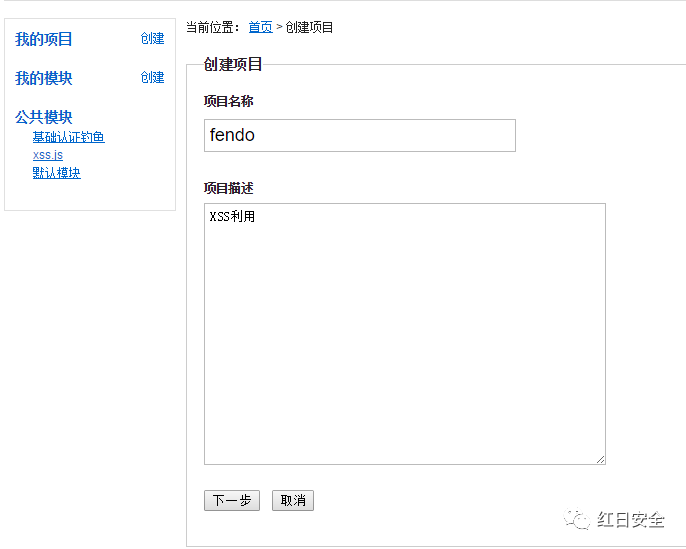 我的项目 创建
我的模块 创建
公共模块
基础认证钓鱼
xss.js
默认模块
当前位置： 首页 > 创建项目
创建项目
项目名称
fendo
项目描述
XSS利用
下一步 取消
红日安全